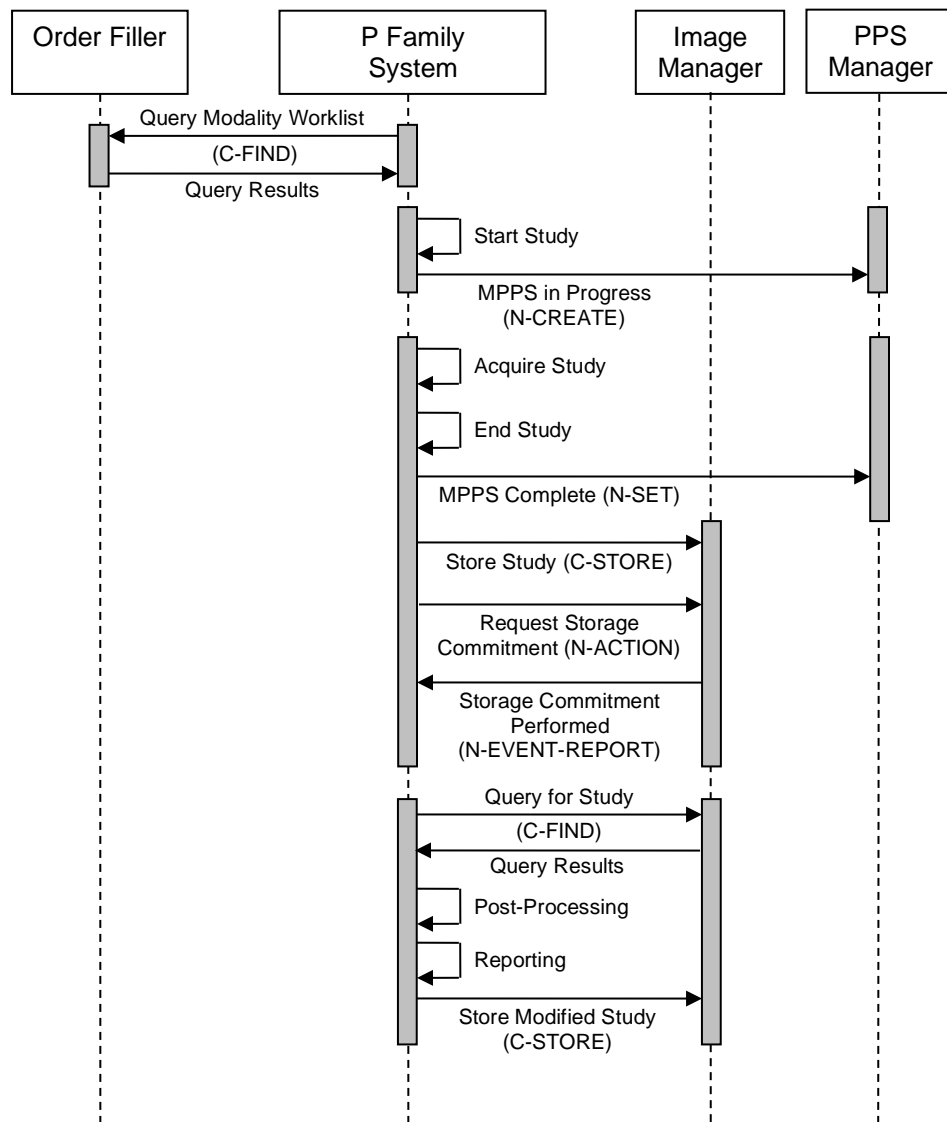 Order Filler
P Family
System
Image
Manager
PPS
Manager
Query Modality Worklist
(C-FIND)
Query Results
Start Study
MPPS in Progress
(N-CREATE)
Acquire Study
End Study
MPPS Complete (N-SET)
Store Study (C-STORE)
Request Storage
Commitment (N-ACTION)
Storage Commitment
Performed
(N-EVENT-REPORT)
Query for Study
(C-FIND)
Query Results
Post-Processing
Reporting
Store Modified Study
(C-STORE)